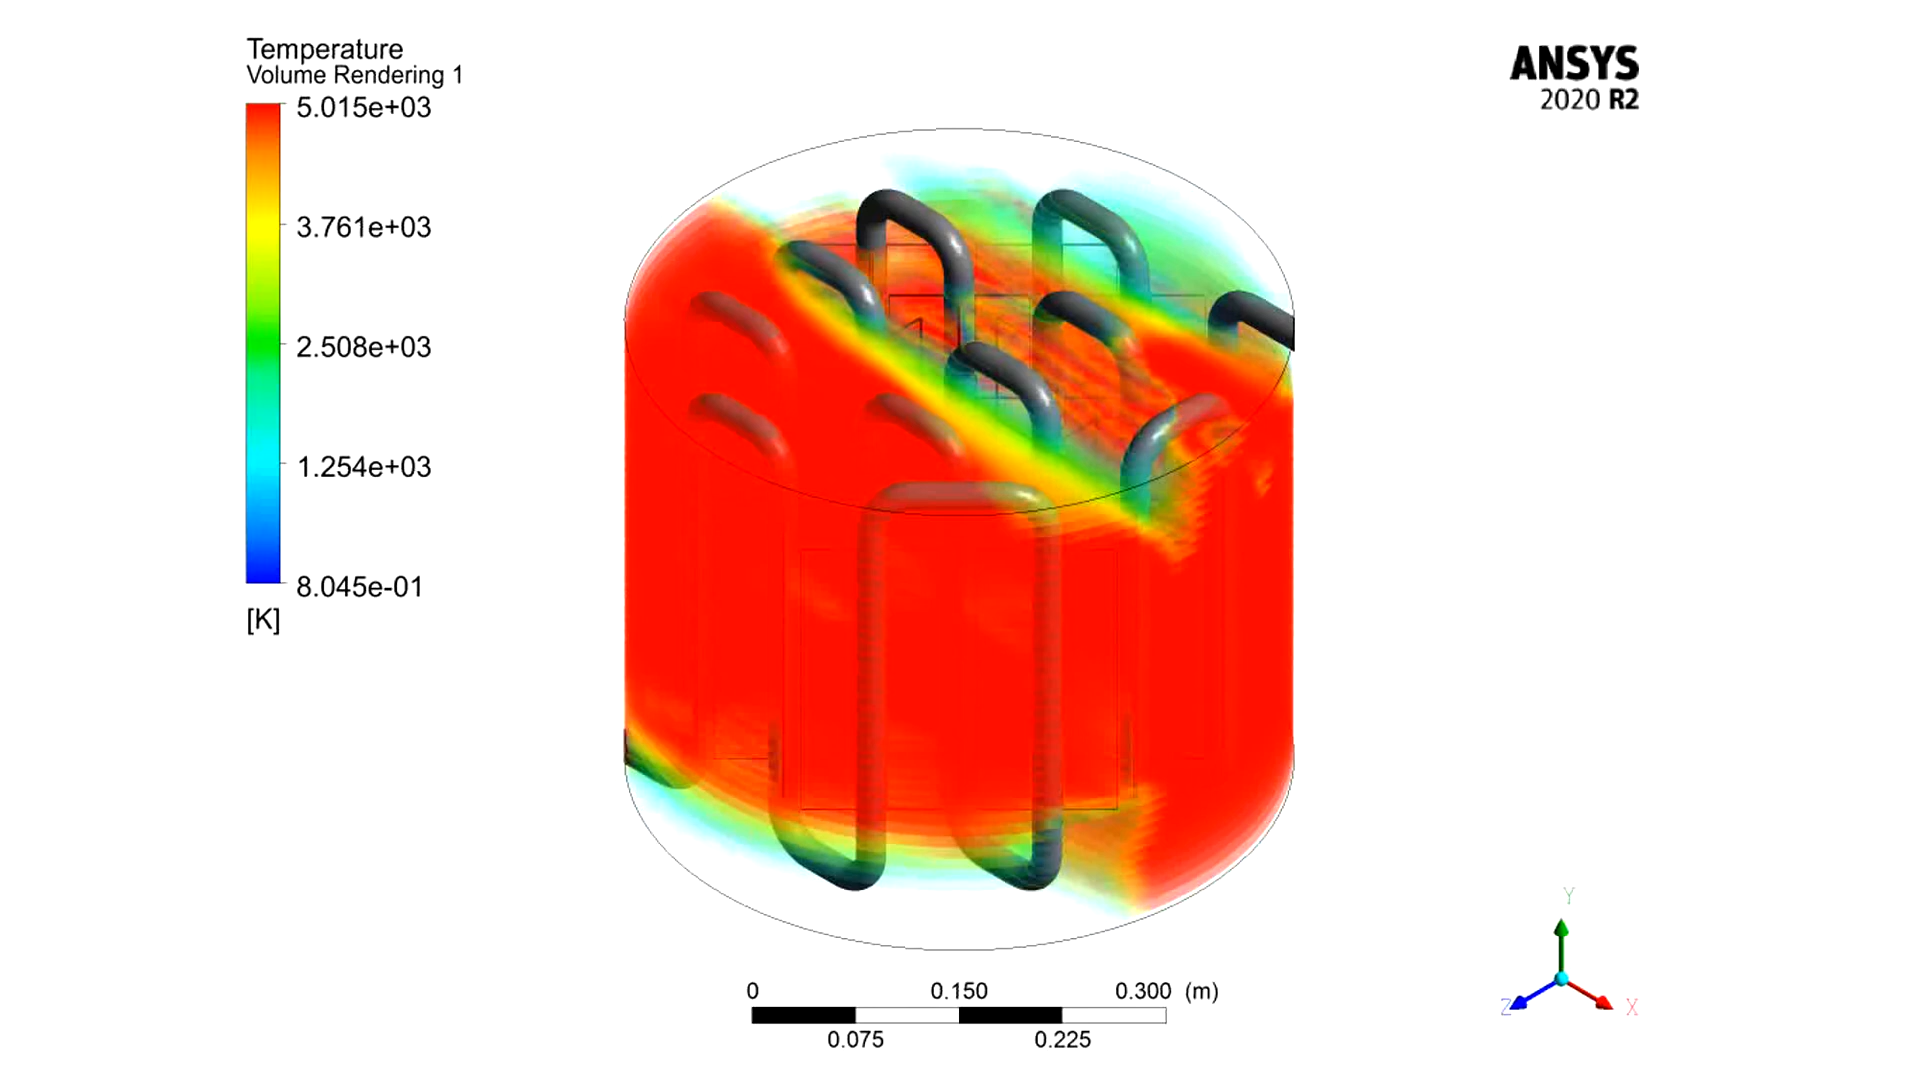 Temperature
Volume Rendering 1
5.015e+03
3.761e+03
2.508e+03
1.254e+03
8.045e-01
[K]
ANSYS
2020 R2
0 0.150 0.300 (m)
0.075 0.225
Y
Z X